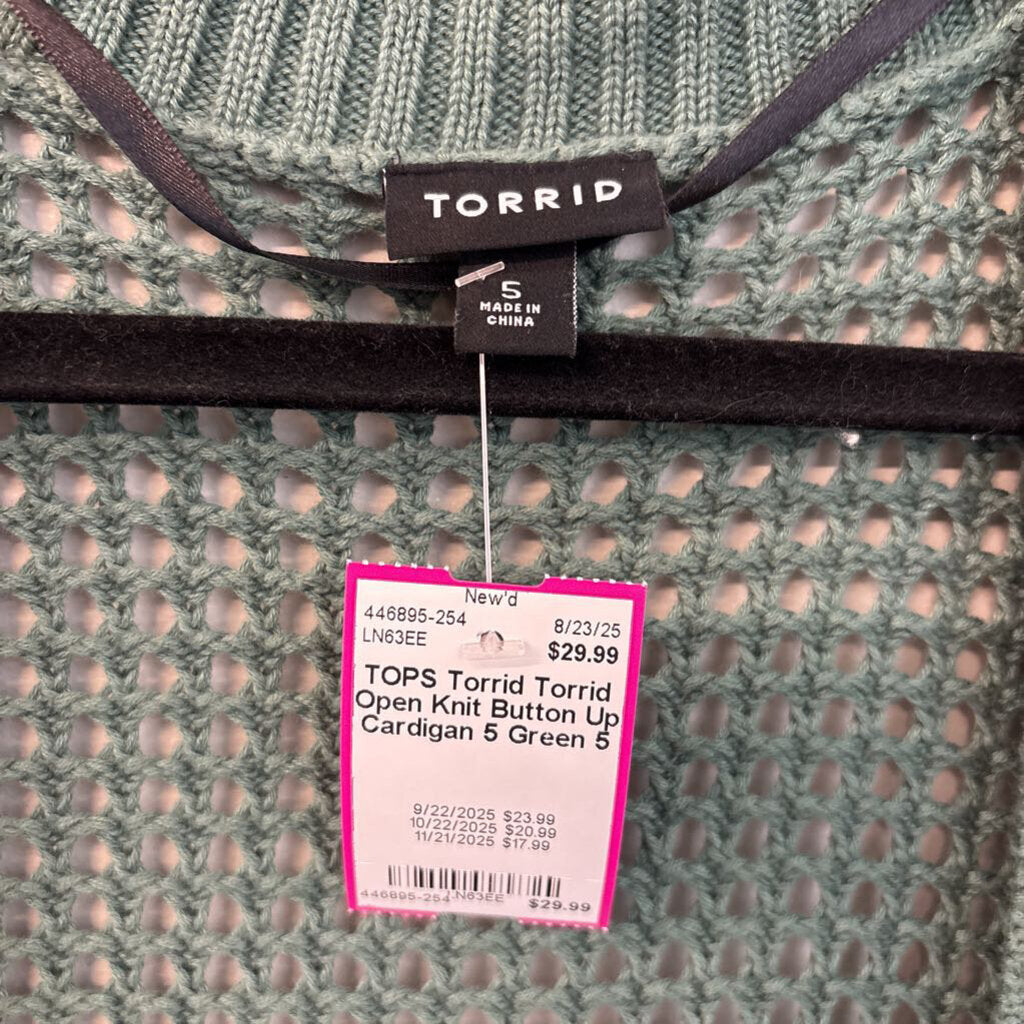 TORRID
5
MADE IN
CHINA
New'd
446895-254
8/23/25
LN63EE
$29.99
TOPS Torrid Torrid
Open Knit Button Up
Cardigan 5 Green 5
9/22/2025 $23.99
10/22/2025 $20.99
11/21/2025 $17.99
446895-254 LN63EE $29.99